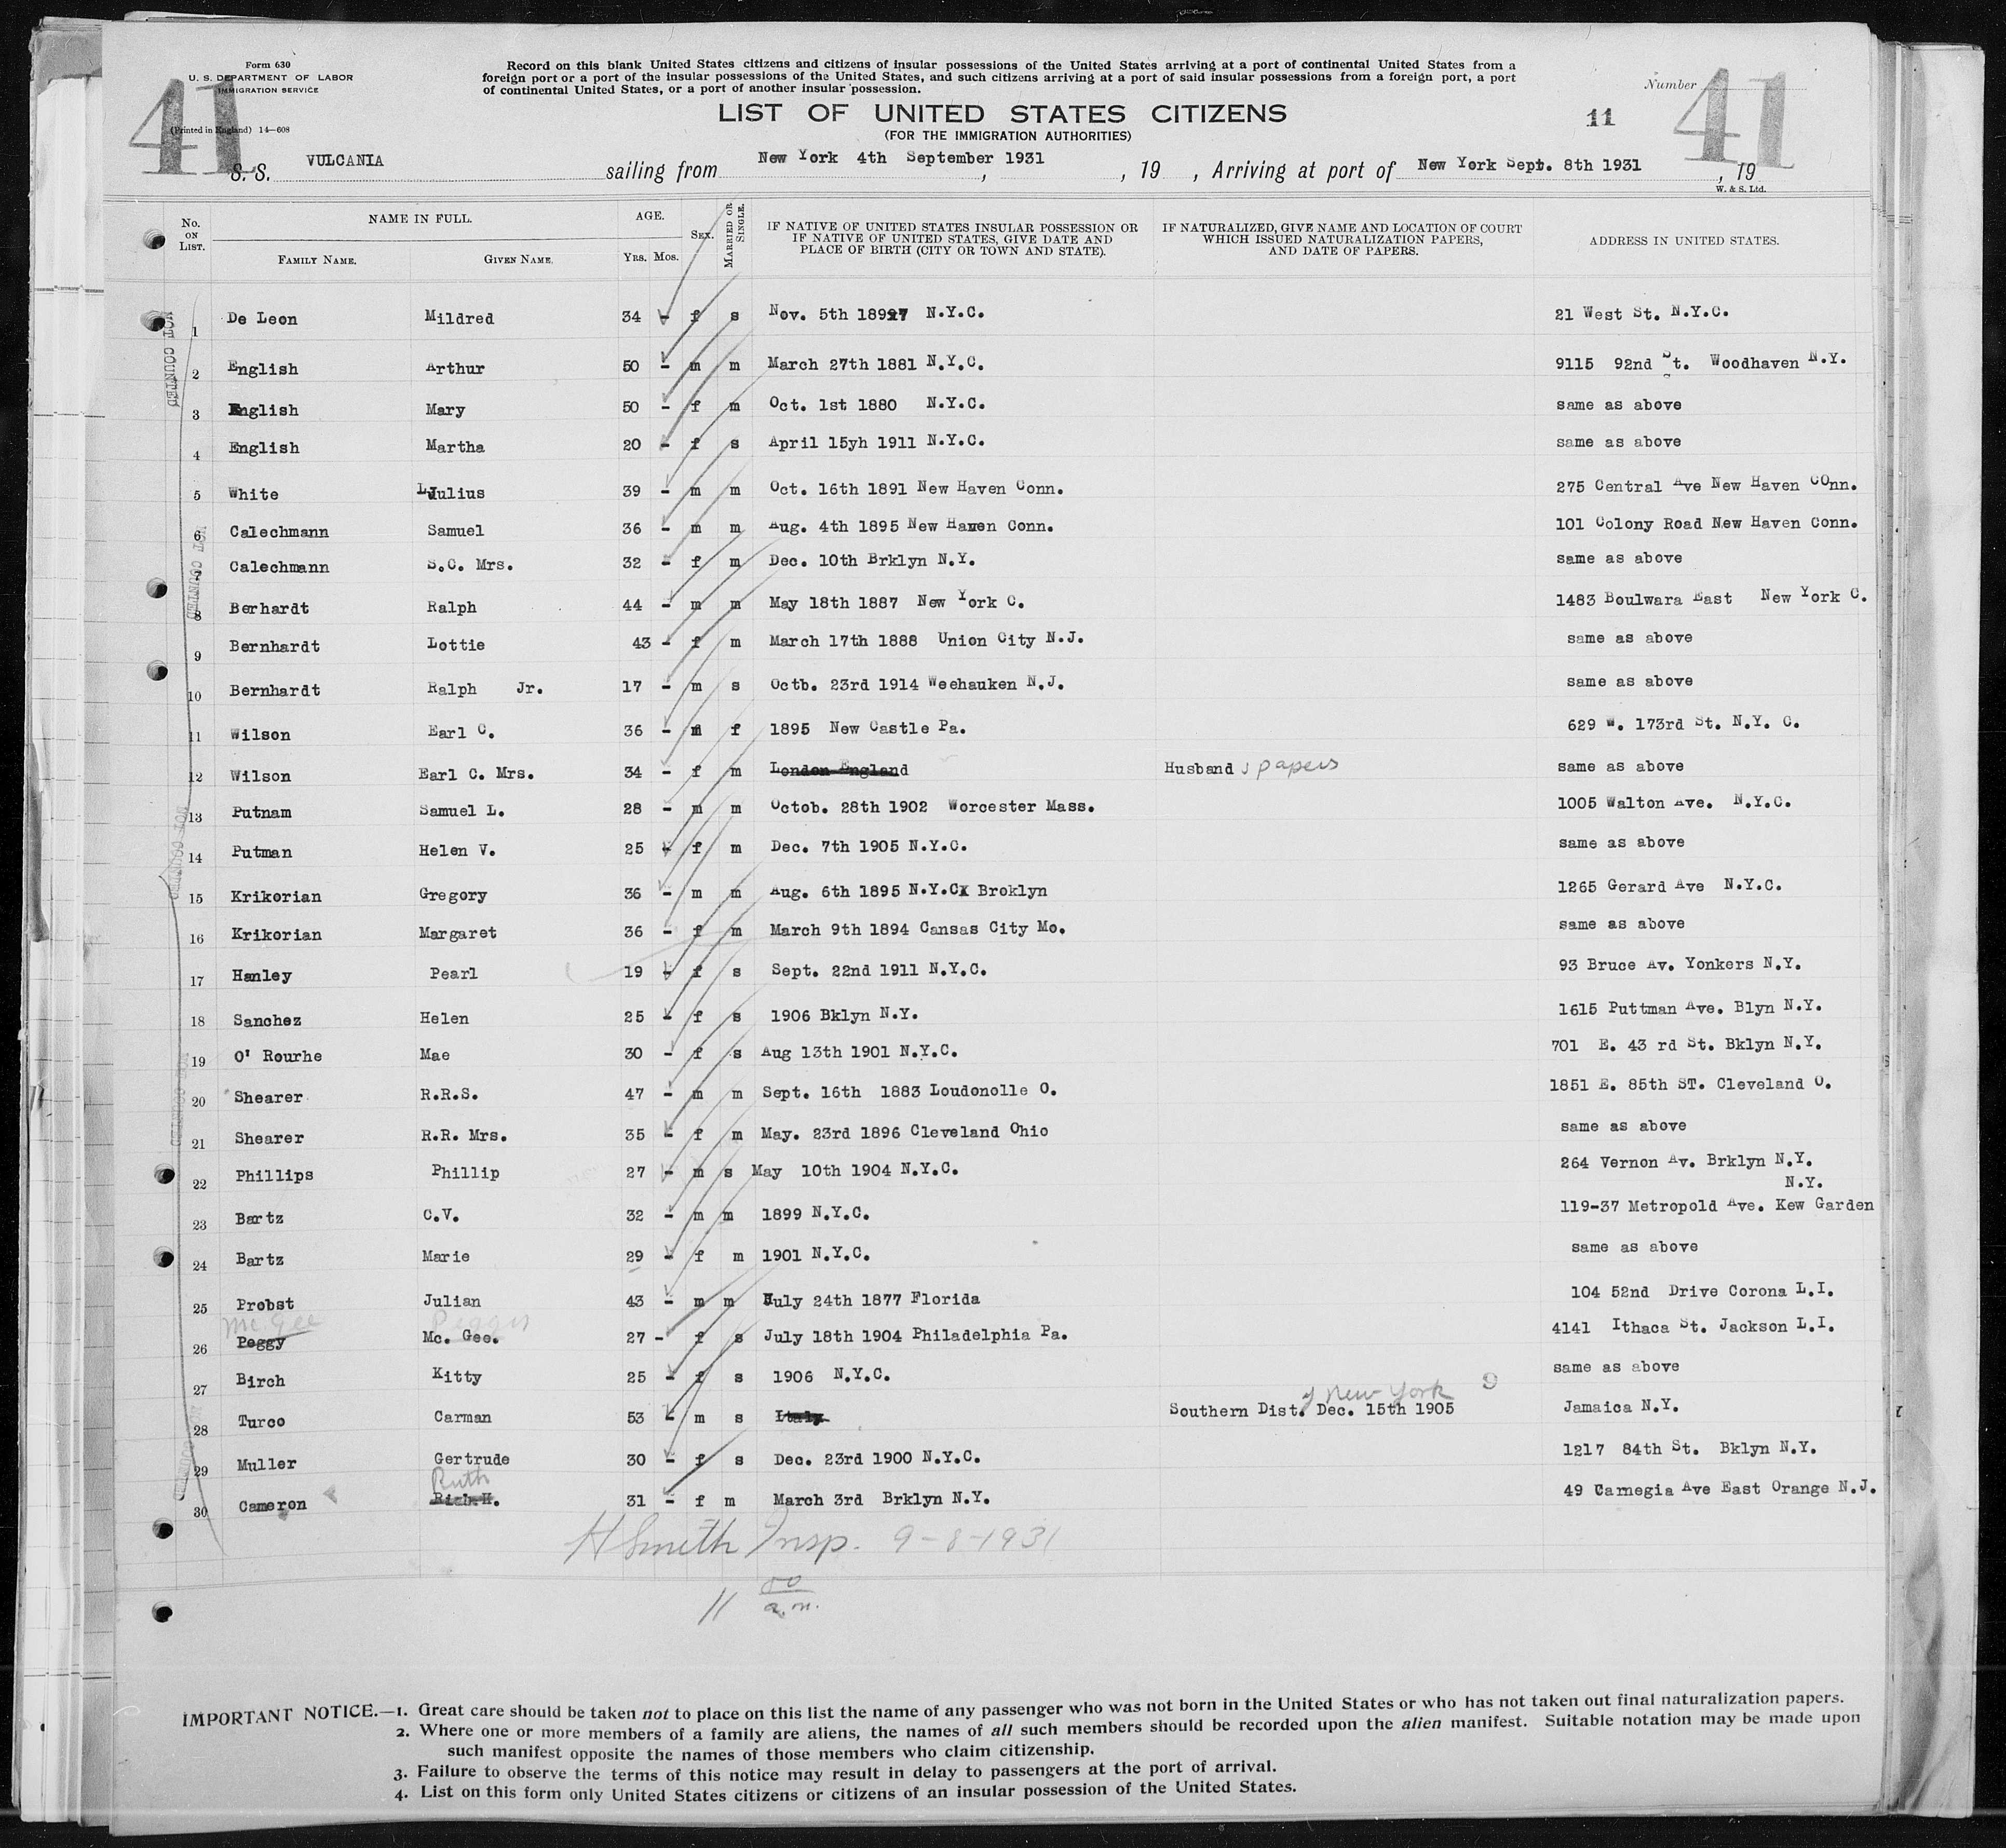 Form 630
U. S. DEPARTMENT OF LABOR
IMMIGRATION SERVICE
(Printed in England) 14—608
41
Record on this blank United States citizens and citizens of insular possessions of the United States arriving at a port of continental United States from a
foreign port or a port of the insular possessions of the United States, and such citizens arriving at a port of said insular possessions from a foreign port, a port
of continental United States, or a port of another insular possession.
LIST OF UNITED STATES CITIZENS
(FOR THE IMMIGRATION AUTHORITIES)
Number
11
41
S. S. VULCANIA sailing from New York 4th September 1931, , 19 , Arriving at port of New York Sept. 8th 1931, 19
W. & S. Ltd.
No. ON LIST. NAME IN FULL. FAMILY NAME. GIVEN NAME. AGE. YRS. MOS. SEX. MARRIED OR SINGLE. IF NATIVE OF UNITED STATES INSULAR POSSESSION OR IF NATIVE OF UNITED STATES, GIVE DATE AND PLACE OF BIRTH (CITY OR TOWN AND STATE). IF NATURALIZED, GIVE NAME AND LOCATION OF COURT WHICH ISSUED NATURALIZATION PAPERS, AND DATE OF PAPERS. ADDRESS IN UNITED STATES.
NOT COUNTED
1 De Leon Mildred 34 - f s Nov. 5th 1897 N.Y.C. 21 West St. N.Y.C.
2 English Arthur 50 - m m March 27th 1881 N.Y.C. 9115 92nd St. Woodhaven N.Y.
3 English Mary 50 - f m Oct. 1st 1880 N.Y.C. same as above
4 English Martha 20 - f s April 15yh 1911 N.Y.C. same as above
5 White Julius 39 - m m Oct. 16th 1891 New Haven Conn. 275 Central Ave New Haven COnn.
6 Calechmann Samuel 36 - m m Aug. 4th 1895 New Haven Conn. 101 Colony Road New Haven Conn.
7 Calechmann S.C. Mrs. 32 - f m Dec. 10th Brklyn N.Y. same as above
8 Berhardt Ralph 44 - m m May 18th 1887 New York C. 1483 Boulwara East New York C.
9 Bernhardt Lottie 43 - f m March 17th 1888 Union City N.J. same as above
10 Bernhardt Ralph Jr. 17 - m s Octb. 23rd 1914 Weehauken N.J. same as above
11 Wilson Earl C. 36 - m f 1895 New Castle Pa. 629 W. 173rd St. N.Y. C.
12 Wilson Earl C. Mrs. 34 - f m London England Husband s papers same as above
13 Putnam Samuel L. 28 - m m Octob. 28th 1902 Worcester Mass. 1005 Walton Ave. N.Y.C.
14 Putman Helen V. 25 - f m Dec. 7th 1905 N.Y.C. same as above
15 Krikorian Gregory 36 - m m Aug. 6th 1895 N.Y.CX Broklyn 1265 Gerard Ave N.Y.C.
16 Krikorian Margaret 36 - f m March 9th 1894 Cansas City Mo. same as above
17 Hanley Pearl 19 - f s Sept. 22nd 1911 N.Y.C. 93 Bruce Av. Yonkers N.Y.
18 Sanchez Helen 25 - f s 1906 Bklyn N.Y. 1615 Puttman Ave. Blyn N.Y.
19 O' Rourhe Mae 30 - f s Aug 13th 1901 N.Y.C. 701 E. 43 rd St. Bklyn N.Y.
20 Shearer R.R.S. 47 - m m Sept. 16th 1883 Loudonolle O. 1851 E. 85th ST. Cleveland O.
21 Shearer R.R. Mrs. 35 - f m May. 23rd 1896 Cleveland Ohio same as above
22 Phillips Phillip 27 - m s May 10th 1904 N.Y.C. 264 Vernon Av. Brklyn N.Y.
N.Y.
23 Bartz C.V. 32 - m m 1899 N.Y.C. 119-37 Metropold Ave. Kew Garden
24 Bartz Marie 29 - f m 1901 N.Y.C. same as above
25 Probst Julian 43 - m m July 24th 1877 Florida 104 52nd Drive Corona L.I.
Mc Gee Peggy
26 Peggy Mc. Gee. 27 - f s July 18th 1904 Philadelphia Pa. 4141 Ithaca St. Jackson L.I.
27 Birch Kitty 25 - f s 1906 N.Y.C. same as above
of New York
28 Turco Carman 53 - m s Italy Southern Dist. Dec. 15th 1905 Jamaica N.Y.
29 Muller Gertrude 30 - f s Dec. 23rd 1900 N.Y.C. 1217 84th St. Bklyn N.Y.
Ruth
30 Cameron Rich.H. 31 - f m March 3rd Brklyn N.Y. 49 Carnegia Ave East Orange N.J.
H Smith Insp. 9-8-1931
11 00 a.m.
IMPORTANT NOTICE.—1. Great care should be taken not to place on this list the name of any passenger who was not born in the United States or who has not taken out final naturalization papers.
2. Where one or more members of a family are aliens, the names of all such members should be recorded upon the alien manifest. Suitable notation may be made upon
such manifest opposite the names of those members who claim citizenship.
3. Failure to observe the terms of this notice may result in delay to passengers at the port of arrival.
4. List on this form only United States citizens or citizens of an insular possession of the United States.